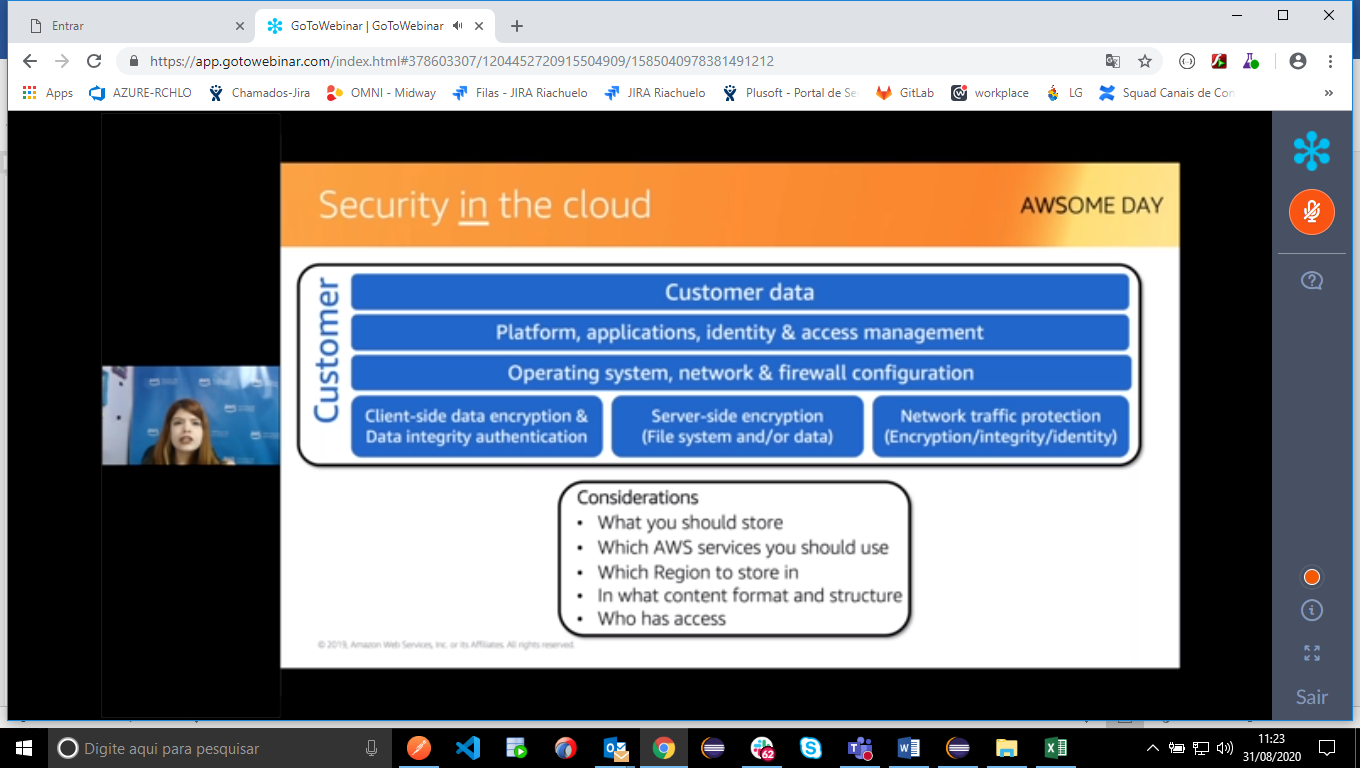 Entrar
GoToWebinar | GoToWebinar
https://app.gotowebinar.com/index.html#378603307/1204452720915504909/1585040978381491212
Apps AZURE-RCHLO Chamados-Jira OMNI - Midway Filas - JIRA Riachuelo JIRA Riachuelo Plusoft - Portal de Se GitLab workplace LG Squad Canais de Con »
Security in the cloud
AWSOME DAY
Customer
Customer data
Platform, applications, identity & access management
Operating system, network & firewall configuration
Client-side data encryption &
Data integrity authentication
Server-side encryption
(File system and/or data)
Network traffic protection
(Encryption/integrity/identity)
Considerations
• What you should store
• Which AWS services you should use
• Which Region to store in
• In what content format and structure
• Who has access
© 2019, Amazon Web Services, Inc. or its Affiliates. All rights reserved.
Sair
Digite aqui para pesquisar
62
11:23
31/08/2020